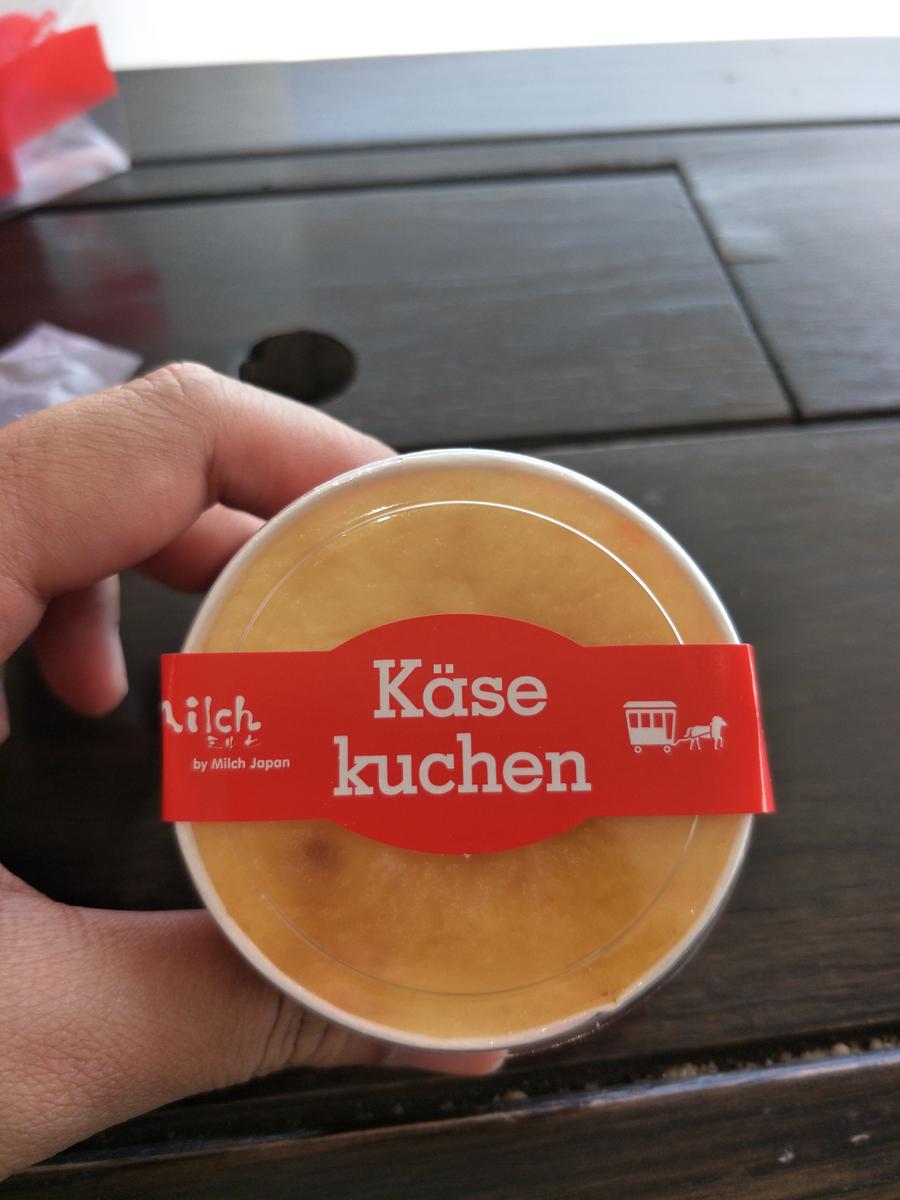 Milch
ミルヒ
by Milch Japan
Käse
kuchen